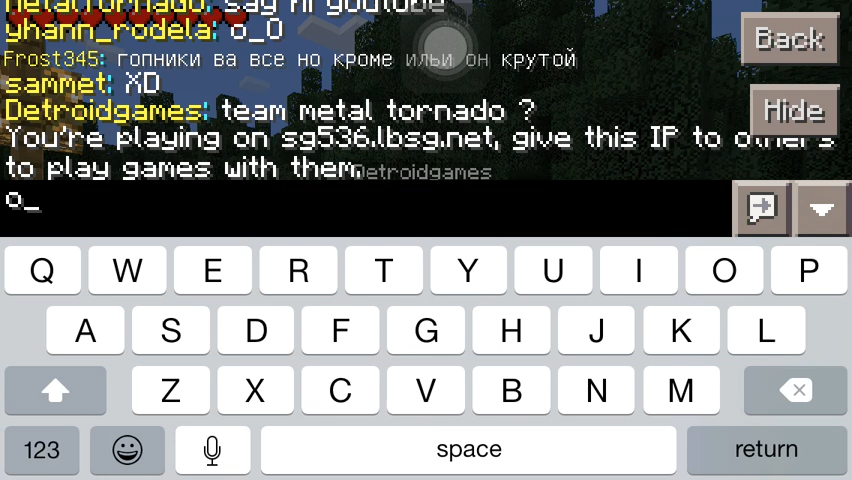 metalTornado: say hi youtube
yhann_rodela: o_O
Frost345: гопники ва все но кроме ильи он крутой
sammet: XD
Detroidgames: team metal tornado ?
You're playing on sg536.lbsg.net, give this IP to others
to play games with them.
Detroidgames
o_
Back
Hide
Q W E R T Y U I O P
A S D F G H J K L
Z X C V B N M
123 space return